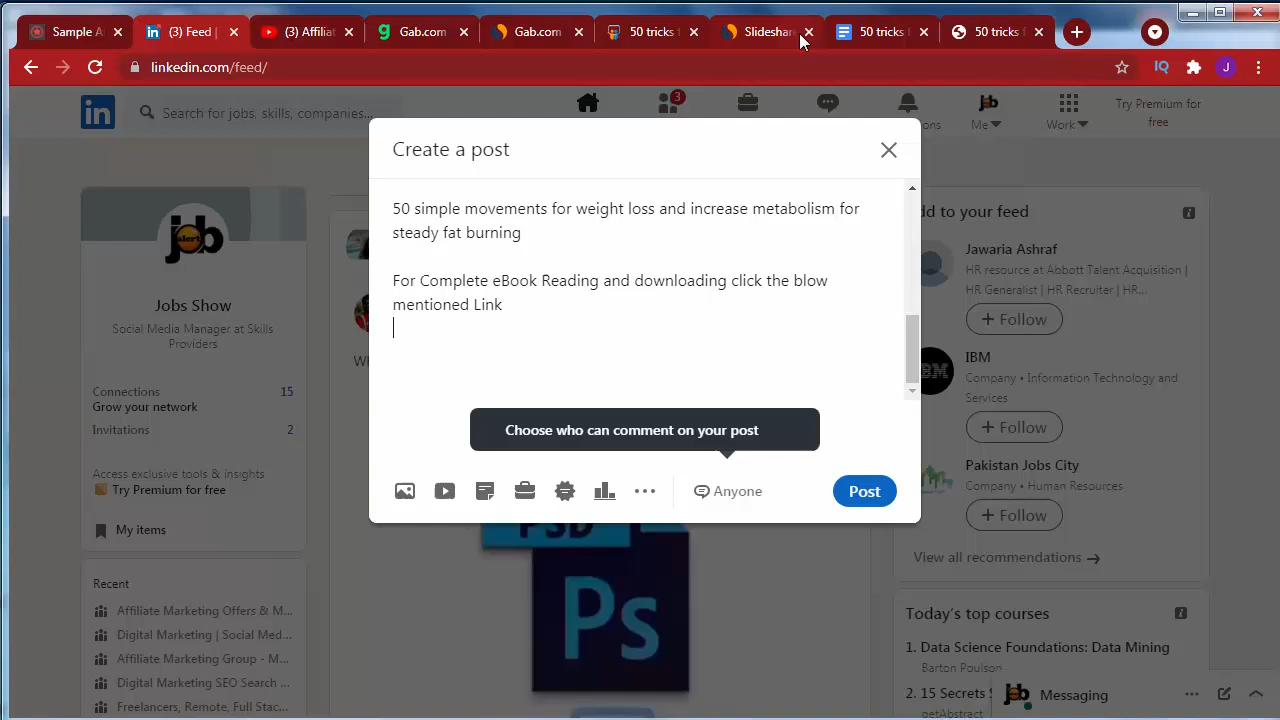 Sample A
(3) Feed |
(3) Affilia
Gab.com
Gab.com
50 tricks f
Slideshar
50 tricks f
50 tricks f
linkedin.com/feed/
IQ
J
in
Search for jobs, skills, companies...
3
ons
Me
Work
Try Premium for
free
Create a post
50 simple movements for weight loss and increase metabolism for
steady fat burning
For Complete eBook Reading and downloading click the blow
mentioned Link
Choose who can comment on your post
Anyone
Post
job
alert
Jobs Show
Social Media Manager at Skills
Providers
Connections 15
Grow your network
Invitations 2
Access exclusive tools & insights
Try Premium for free
My items
Recent
Affiliate Marketing Offers & M...
Digital Marketing | Social Med...
Affiliate Marketing Group - M...
Digital Marketing SEO Search ...
Freelancers, Remote, Full Stac...
PSD
Ps
dd to your feed
Jawaria Ashraf
HR resource at Abbott Talent Acquisition |
HR Generalist | HR Recruiter | HR...
+ Follow
IBM
Company • Information Technology and
Services
+ Follow
Pakistan Jobs City
Company • Human Resources
+ Follow
View all recommendations →
Today's top courses
1. Data Science Foundations: Data Mining
Barton Poulson
2. 15 Secrets S
getAbstract
Messaging